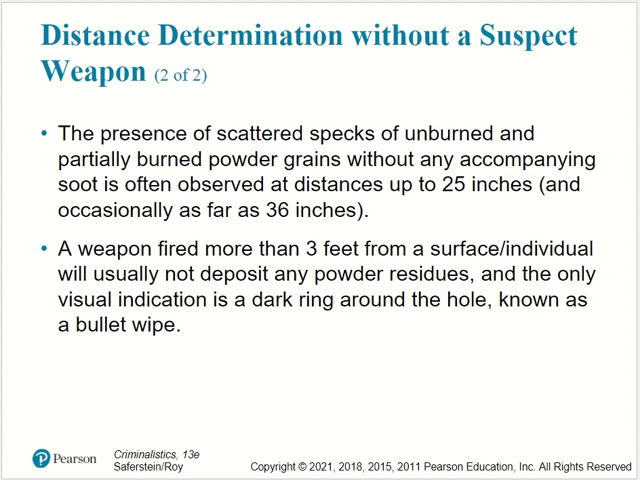 Distance Determination without a Suspect
Weapon (2 of 2)
• The presence of scattered specks of unburned and
partially burned powder grains without any accompanying
soot is often observed at distances up to 25 inches (and
occasionally as far as 36 inches).
• A weapon fired more than 3 feet from a surface/individual
will usually not deposit any powder residues, and the only
visual indication is a dark ring around the hole, known as
a bullet wipe.
Pearson
Criminalistics, 13e
Saferstein/Roy
Copyright © 2021, 2018, 2015, 2011 Pearson Education, Inc. All Rights Reserved